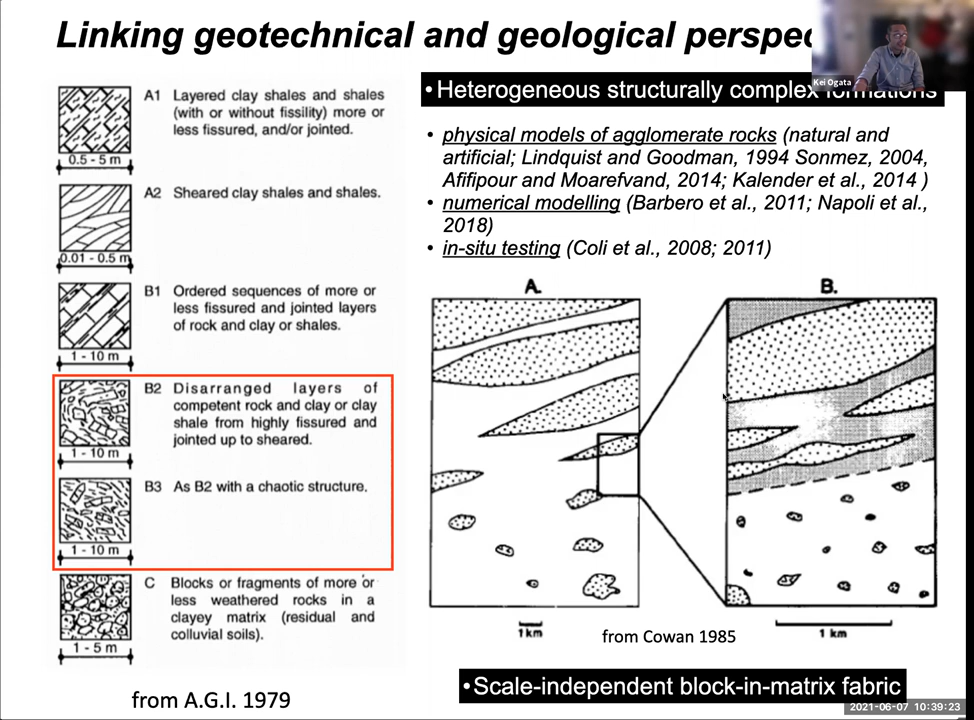 Linking geotechnical and geological perspec
Kei Ogata
A1 Layered clay shales and shales
(with or without fissility) more or
less fissured, and/or jointed.
0.5 - 5 m
A2 Sheared clay shales and shales.
0.01 - 0.5 m
B1 Ordered sequences of more or
less fissured and jointed layers
of rock and clay or shales.
1 - 10 m
B2 Disarranged layers of
competent rock and clay or clay
shale from highly fissured and
jointed up to sheared.
1 - 10 m
B3 As B2 with a chaotic structure.
1 - 10 m
C Blocks or fragments of more or
less weathered rocks in a
clayey matrix (residual and
colluvial soils).
1 - 5 m
from A.G.I. 1979
•Heterogeneous structurally complex formations
• physical models of agglomerate rocks (natural and
artificial; Lindquist and Goodman, 1994 Sonmez, 2004,
Afifipour and Moarefvand, 2014; Kalender et al., 2014 )
• numerical modelling (Barbero et al., 2011; Napoli et al.,
2018)
• in-situ testing (Coli et al., 2008; 2011)
A. B.
1 km
from Cowan 1985
1 km
•Scale-independent block-in-matrix fabric
2021-06-07 10:39:23